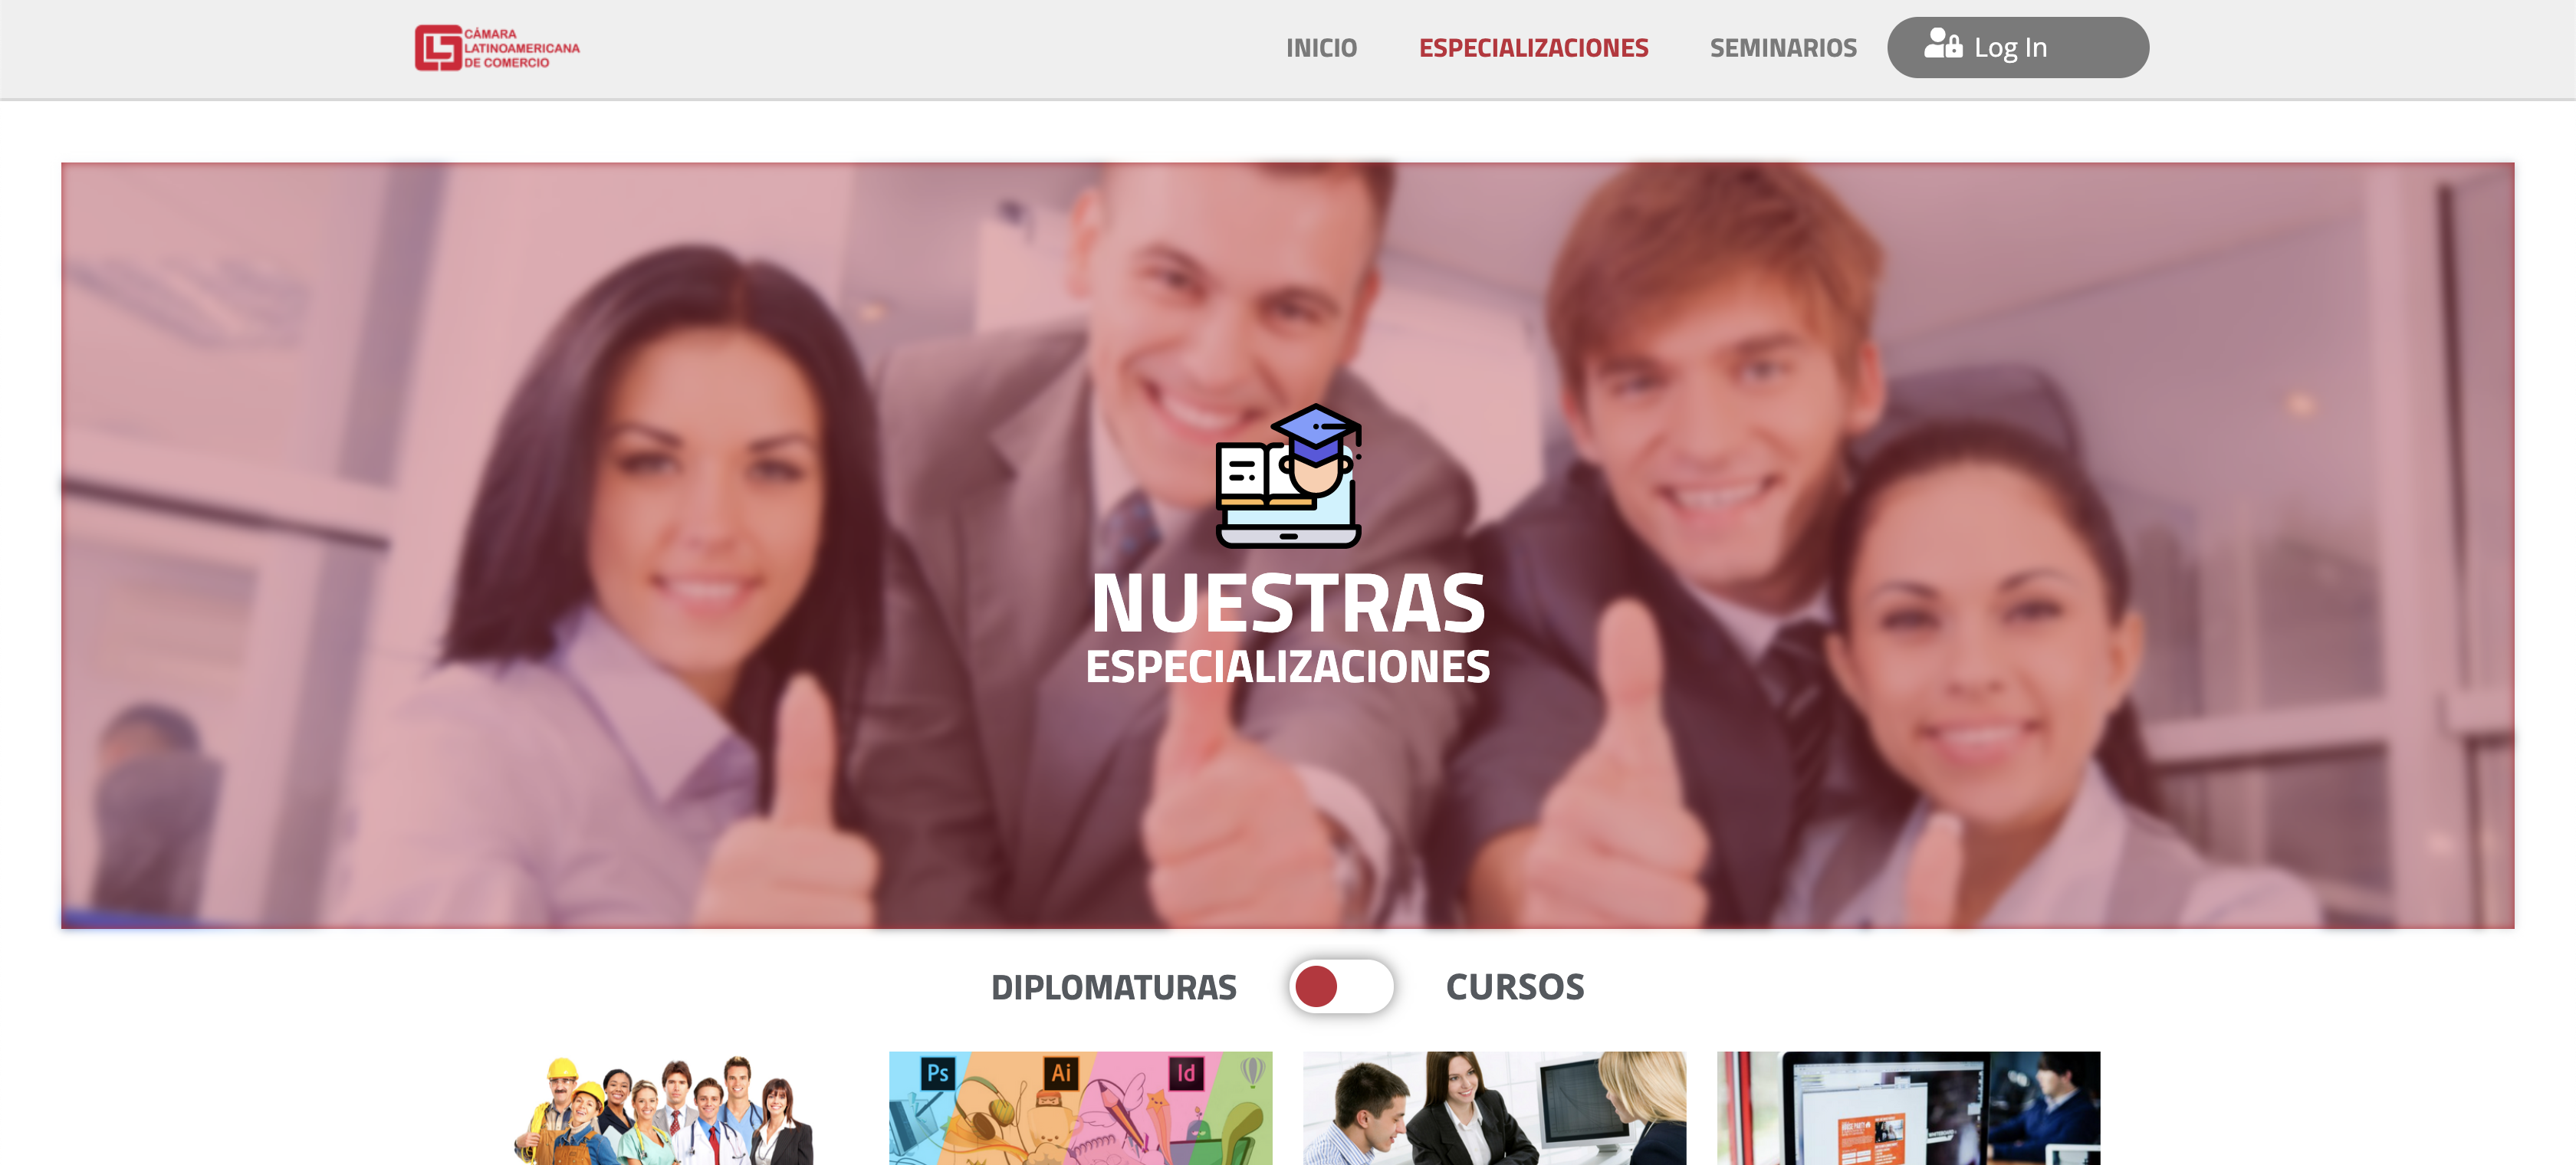 CÁMARA
LATINOAMERICANA
DE COMERCIO
INICIO
ESPECIALIZACIONES
SEMINARIOS
Log In
NUESTRAS
ESPECIALIZACIONES
DIPLOMATURAS
CURSOS
Ps
Ai
Id